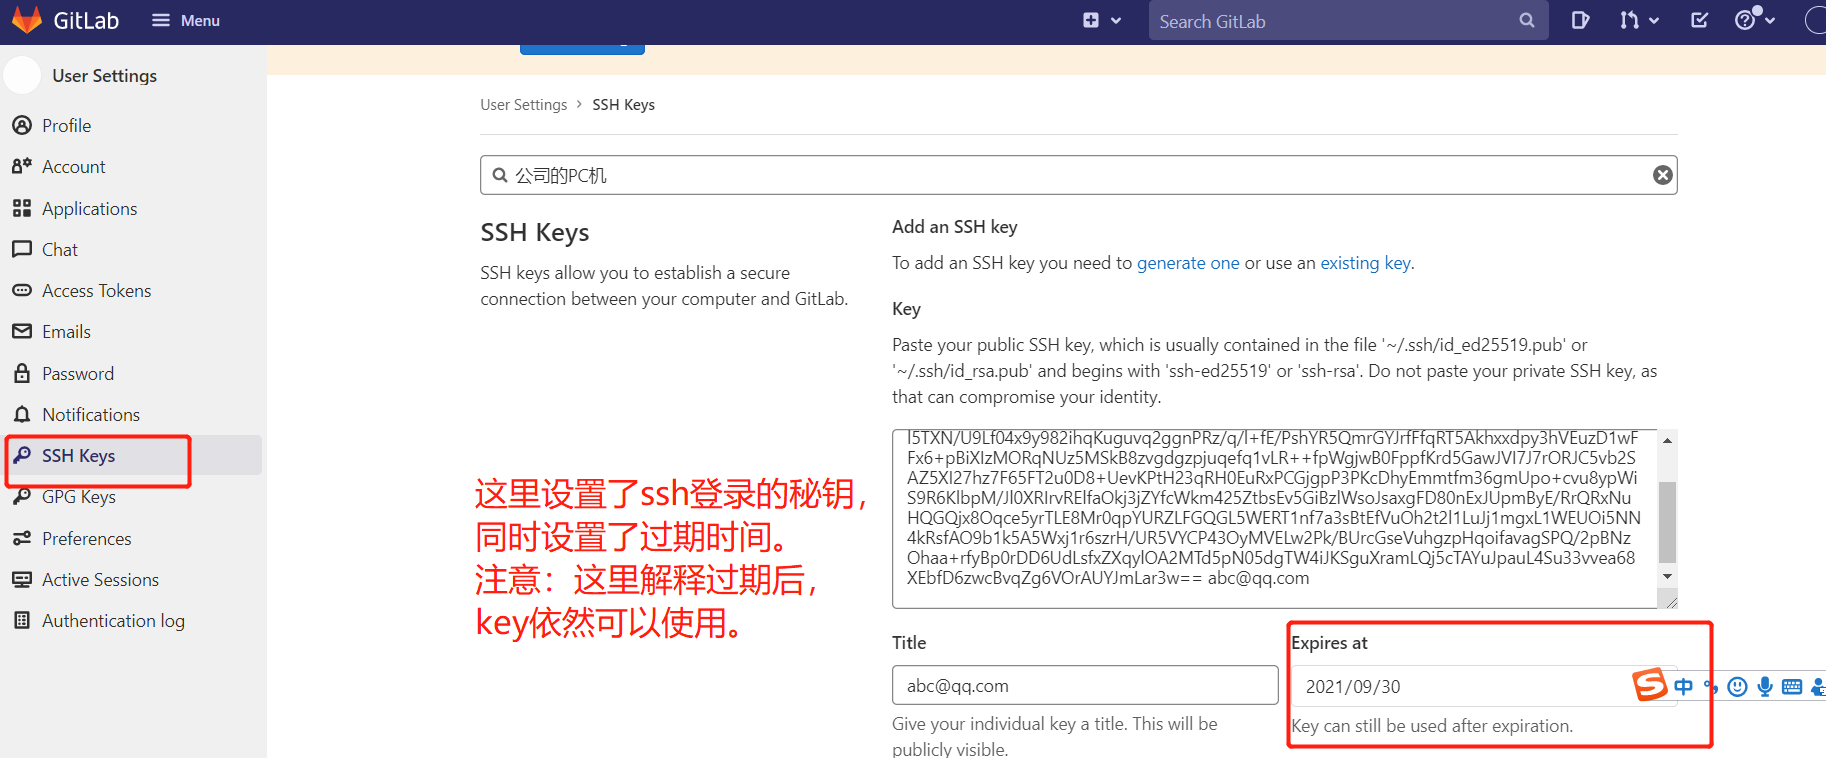 GitLab
Menu
Search GitLab
User Settings
Profile
Account
Applications
Chat
Access Tokens
Emails
Password
Notifications
SSH Keys
GPG Keys
Preferences
Active Sessions
Authentication log
User Settings > SSH Keys
公司的PC机
SSH Keys
SSH keys allow you to establish a secure
connection between your computer and GitLab.
这里设置了ssh登录的秘钥，
同时设置了过期时间。
注意：这里解释过期后，
key依然可以使用。
Add an SSH key
To add an SSH key you need to generate one or use an existing key.
Key
Paste your public SSH key, which is usually contained in the file '~/.ssh/id_ed25519.pub' or
'~/.ssh/id_rsa.pub' and begins with 'ssh-ed25519' or 'ssh-rsa'. Do not paste your private SSH key, as
that can compromise your identity.
l5TXN/U9Lf04x9y982ihqKuguvq2ggnPRz/q/l+fE/PshYR5QmrGYJrfFfqRT5Akhxxdpy3hVEuzD1wF
Fx6+pBiXIzMORqNUz5MSkB8zvgdgzpjuqefq1vLR++fpWgjwB0FppfKrd5GawJVI7J7rORJC5vb2S
AZ5XI27hz7F65FT2u0D8+UevKPtH23qRH0EuRxPCGjgpP3PKcDhyEmmtfm36gmUpo+cvu8ypWi
S9R6KlbpM/Jl0XRIrvRElfaOkj3jZYfcWkm425ZtbsEv5GiBzlWsoJsaxgFD80nExJUpmByE/RrQRxNu
HQGQjx8Oqce5yrTLE8Mr0qpYURZLFGQGL5WERT1nf7a3sBtEfVuOh2t2l1LuJj1mgxL1WEUOi5NN
4kRsfAO9b1k5A5Wxj1r6szrH/UR5VYCP43OyMVELw2Pk/BUrcGseVuhgzpHqoifavagSPQ/2pBNz
Ohaa+rfyBp0rDD6UdLsfxZXqylOA2MTd5pN05dgTW4iJKSguXramLQj5cTAYuJpauL4Su33vvea68
XEbfD6zwcBvqZg6VOrAUYJmLar3w== abc@qq.com
Title
abc@qq.com
Give your individual key a title. This will be
publicly visible.
Expires at
2021/09/30
中
Key can still be used after expiration.